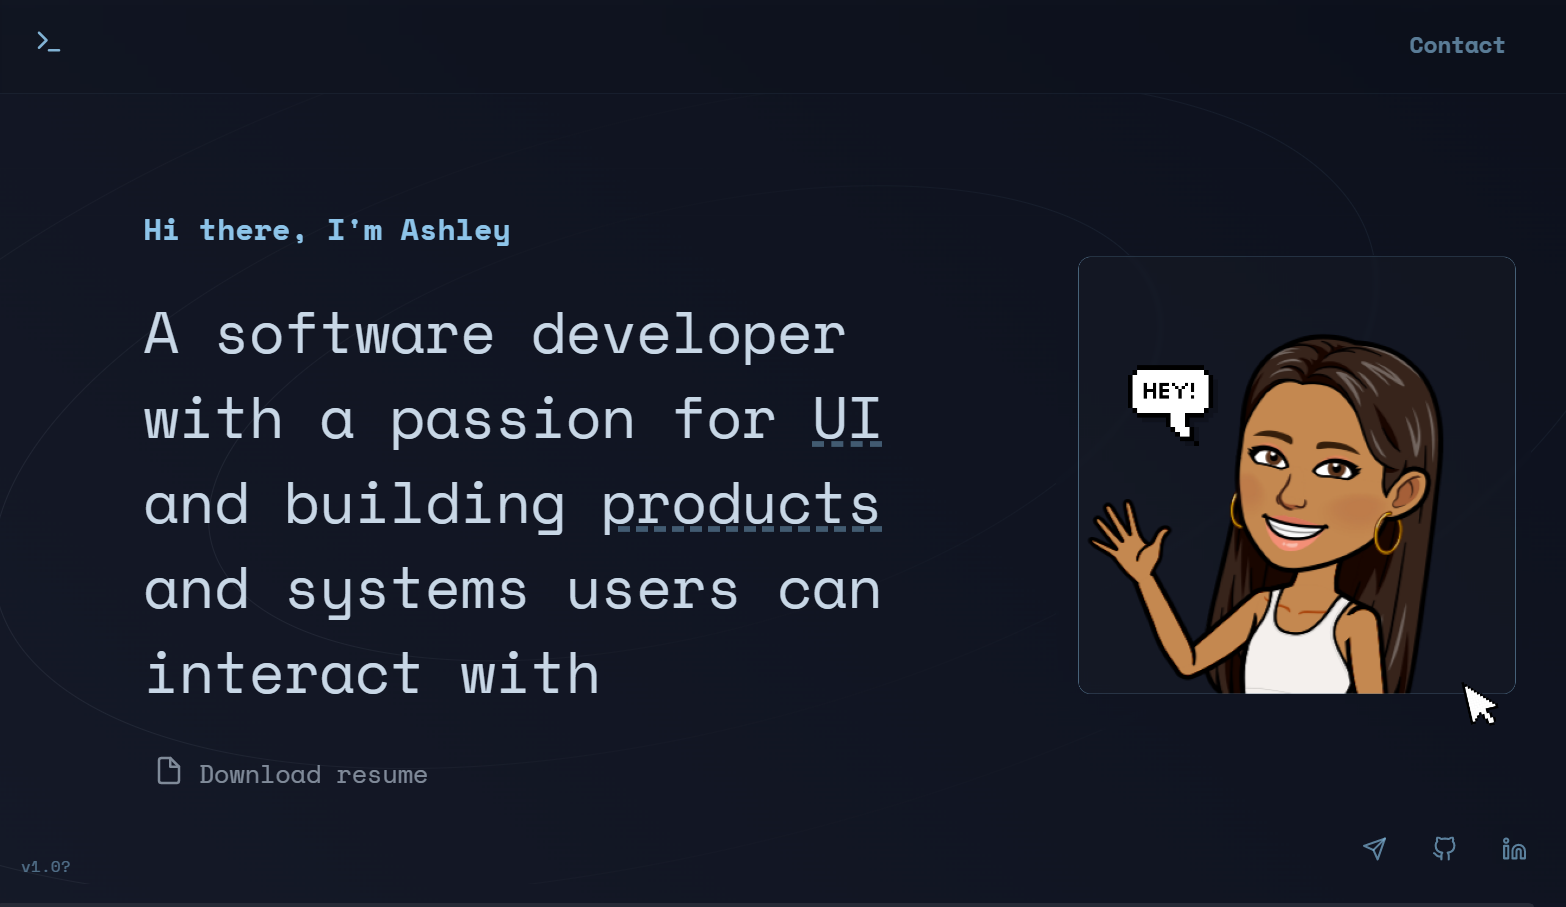 Contact
Hi there, I'm Ashley
A software developer
with a passion for UI
and building products
and systems users can
interact with
HEY!
Download resume
v1.0?